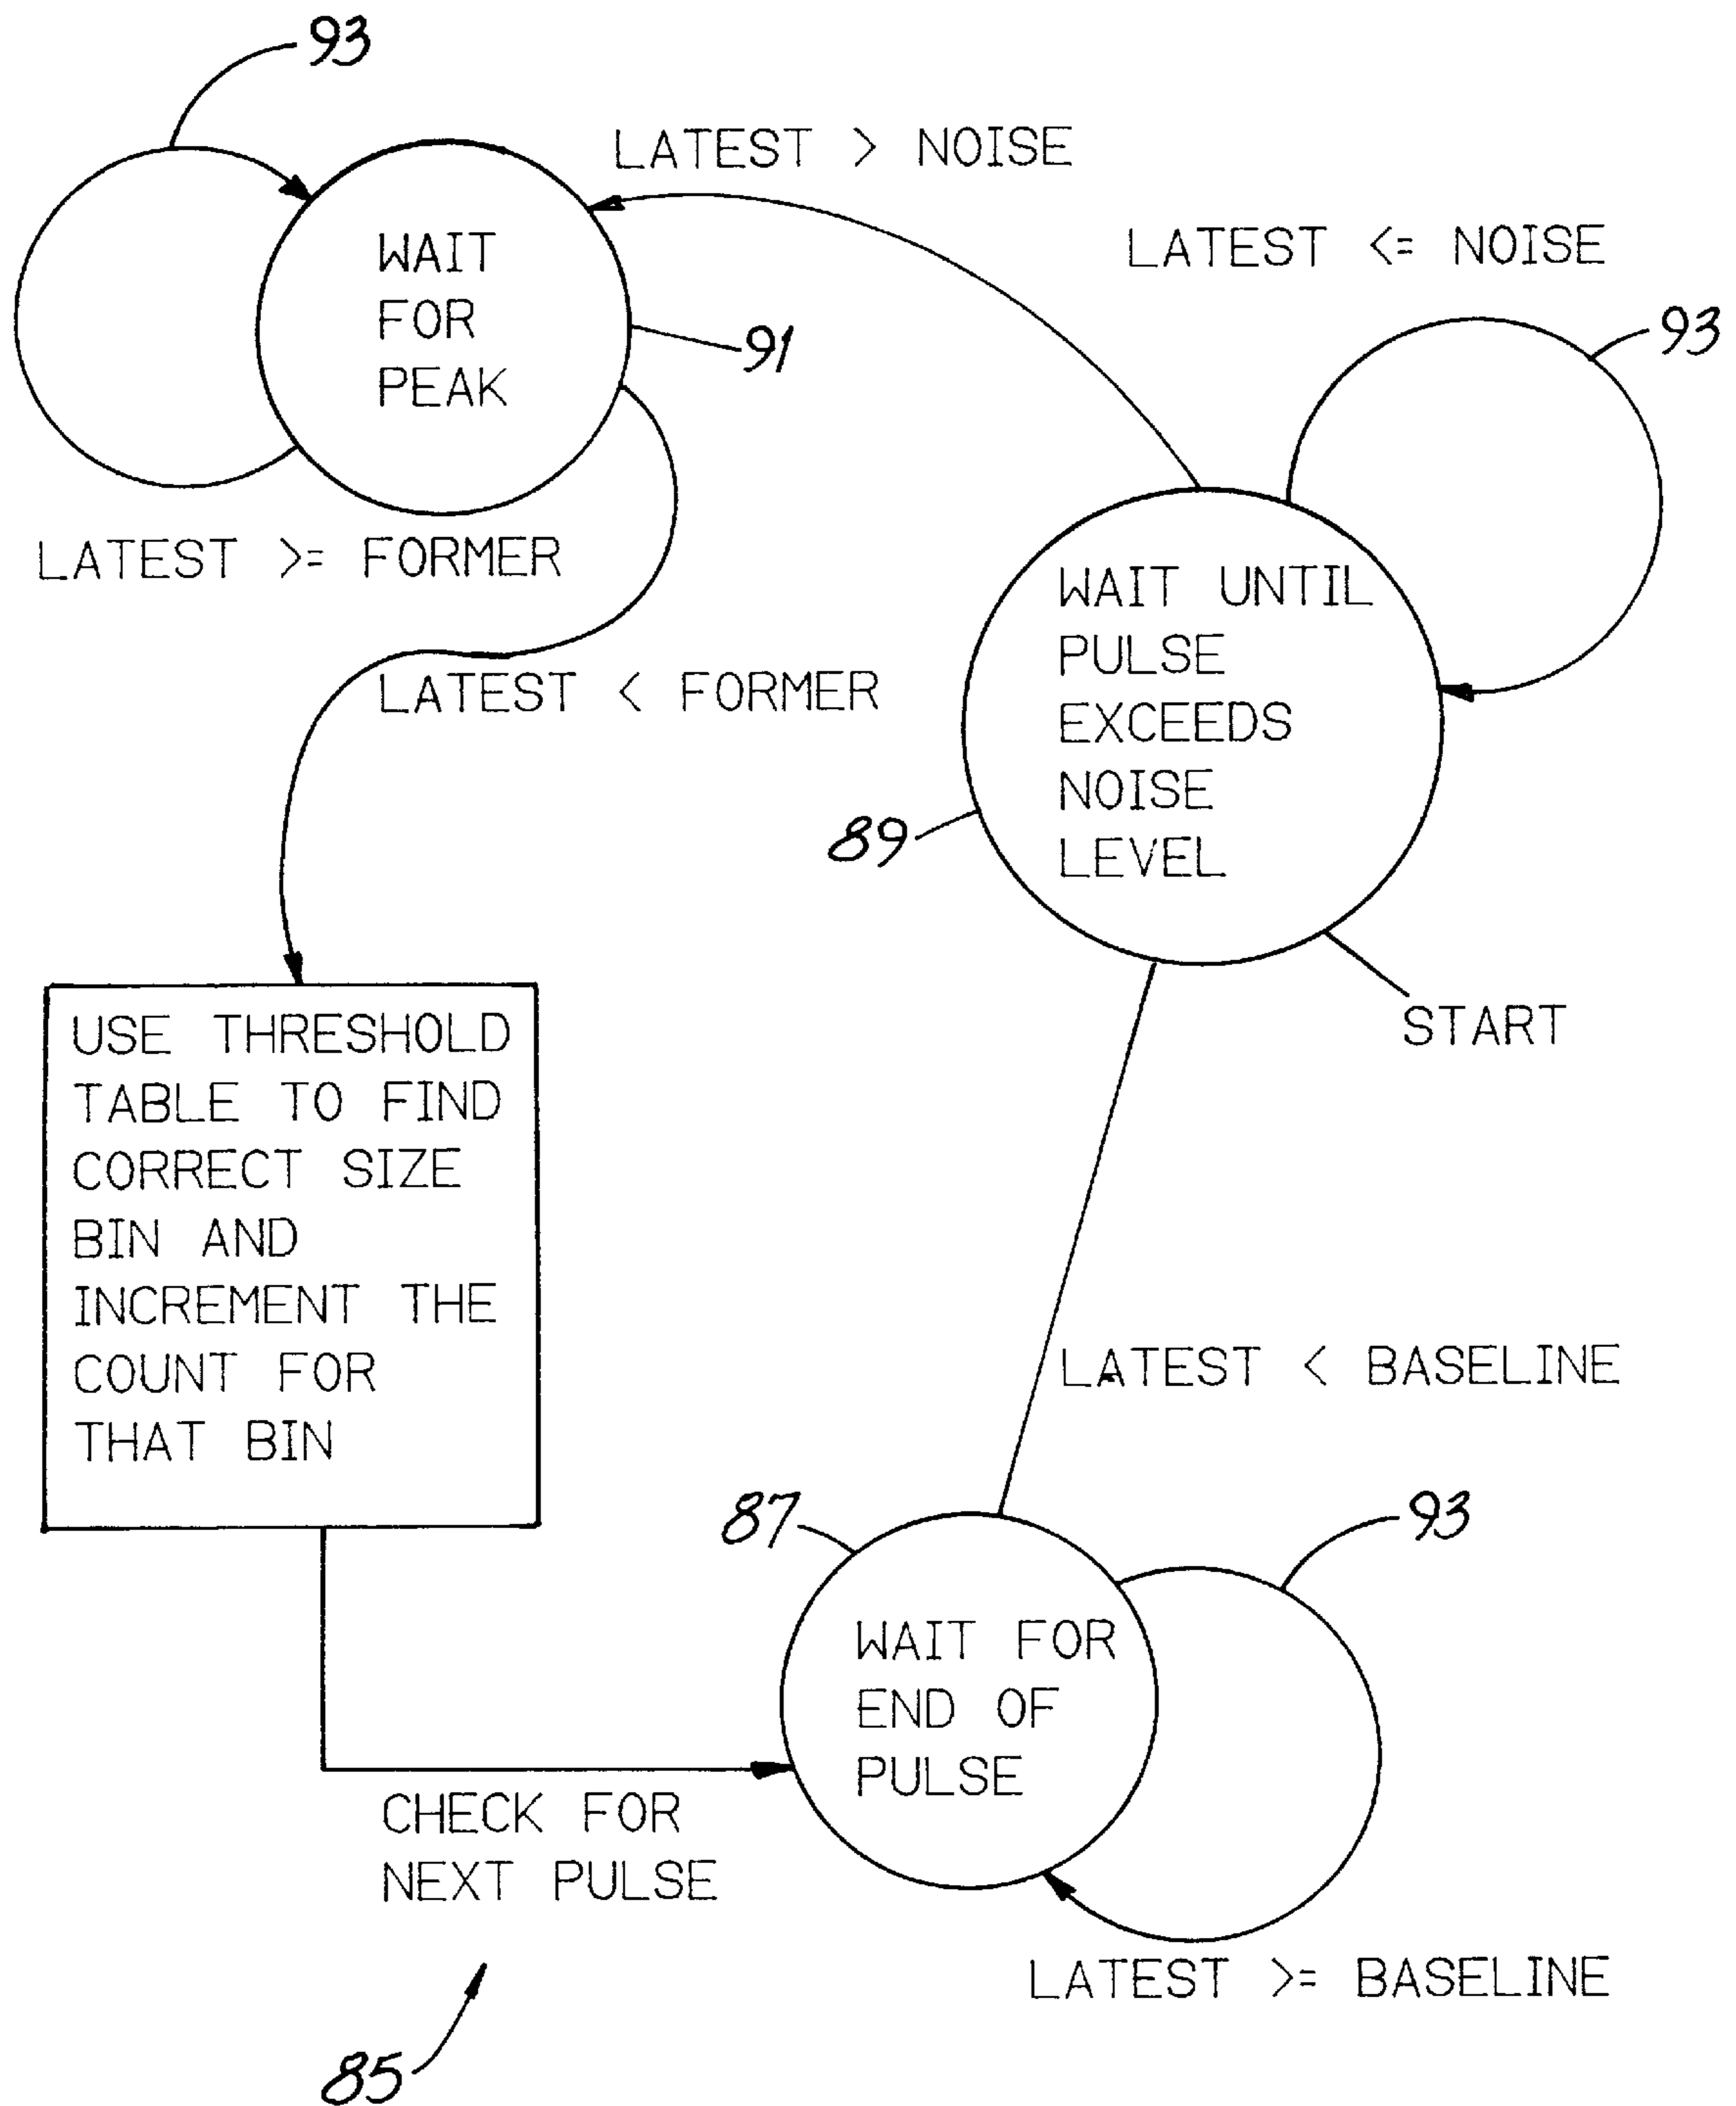 93
LATEST > NOISE
LATEST <= NOISE
93
WAIT
FOR
PEAK
91
LATEST >= FORMER
LATEST < FORMER
WAIT UNTIL
PULSE
EXCEEDS
NOISE
LEVEL
89
START
USE THRESHOLD
TABLE TO FIND
CORRECT SIZE
BIN AND
INCREMENT THE
COUNT FOR
THAT BIN
LATEST < BASELINE
87
93
WAIT FOR
END OF
PULSE
CHECK FOR
NEXT PULSE
LATEST >= BASELINE
85